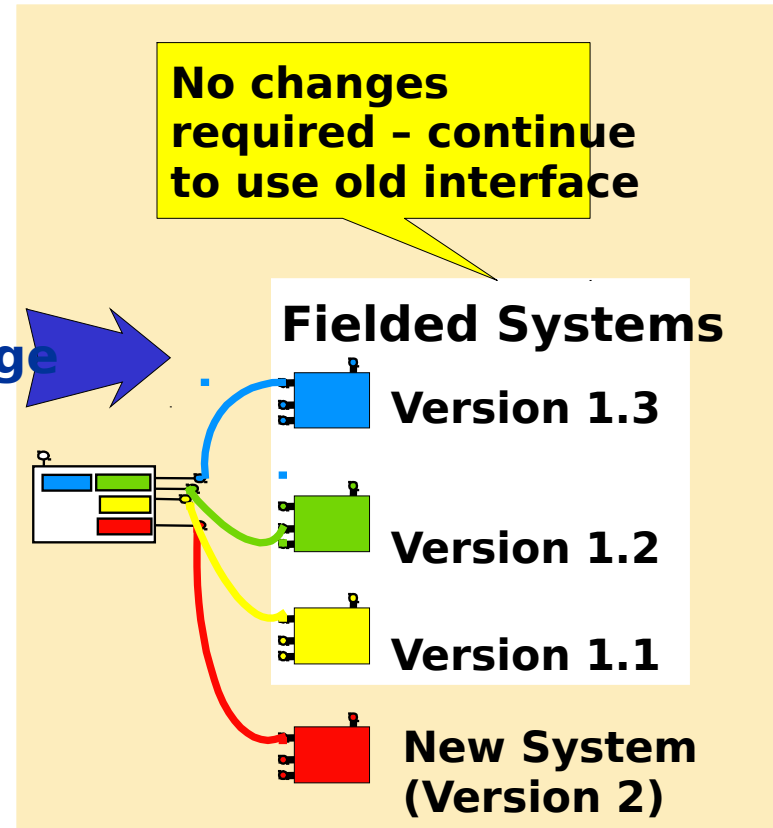 No changes
required – continue
to use old interface
Fielded Systems
ge
Version 1.3
Version 1.2
Version 1.1
New System
(Version 2)